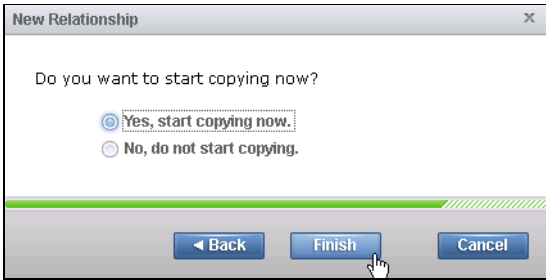 New Relationship
Do you want to start copying now?
Yes, start copying now.
No, do not start copying.
Back Finish Cancel